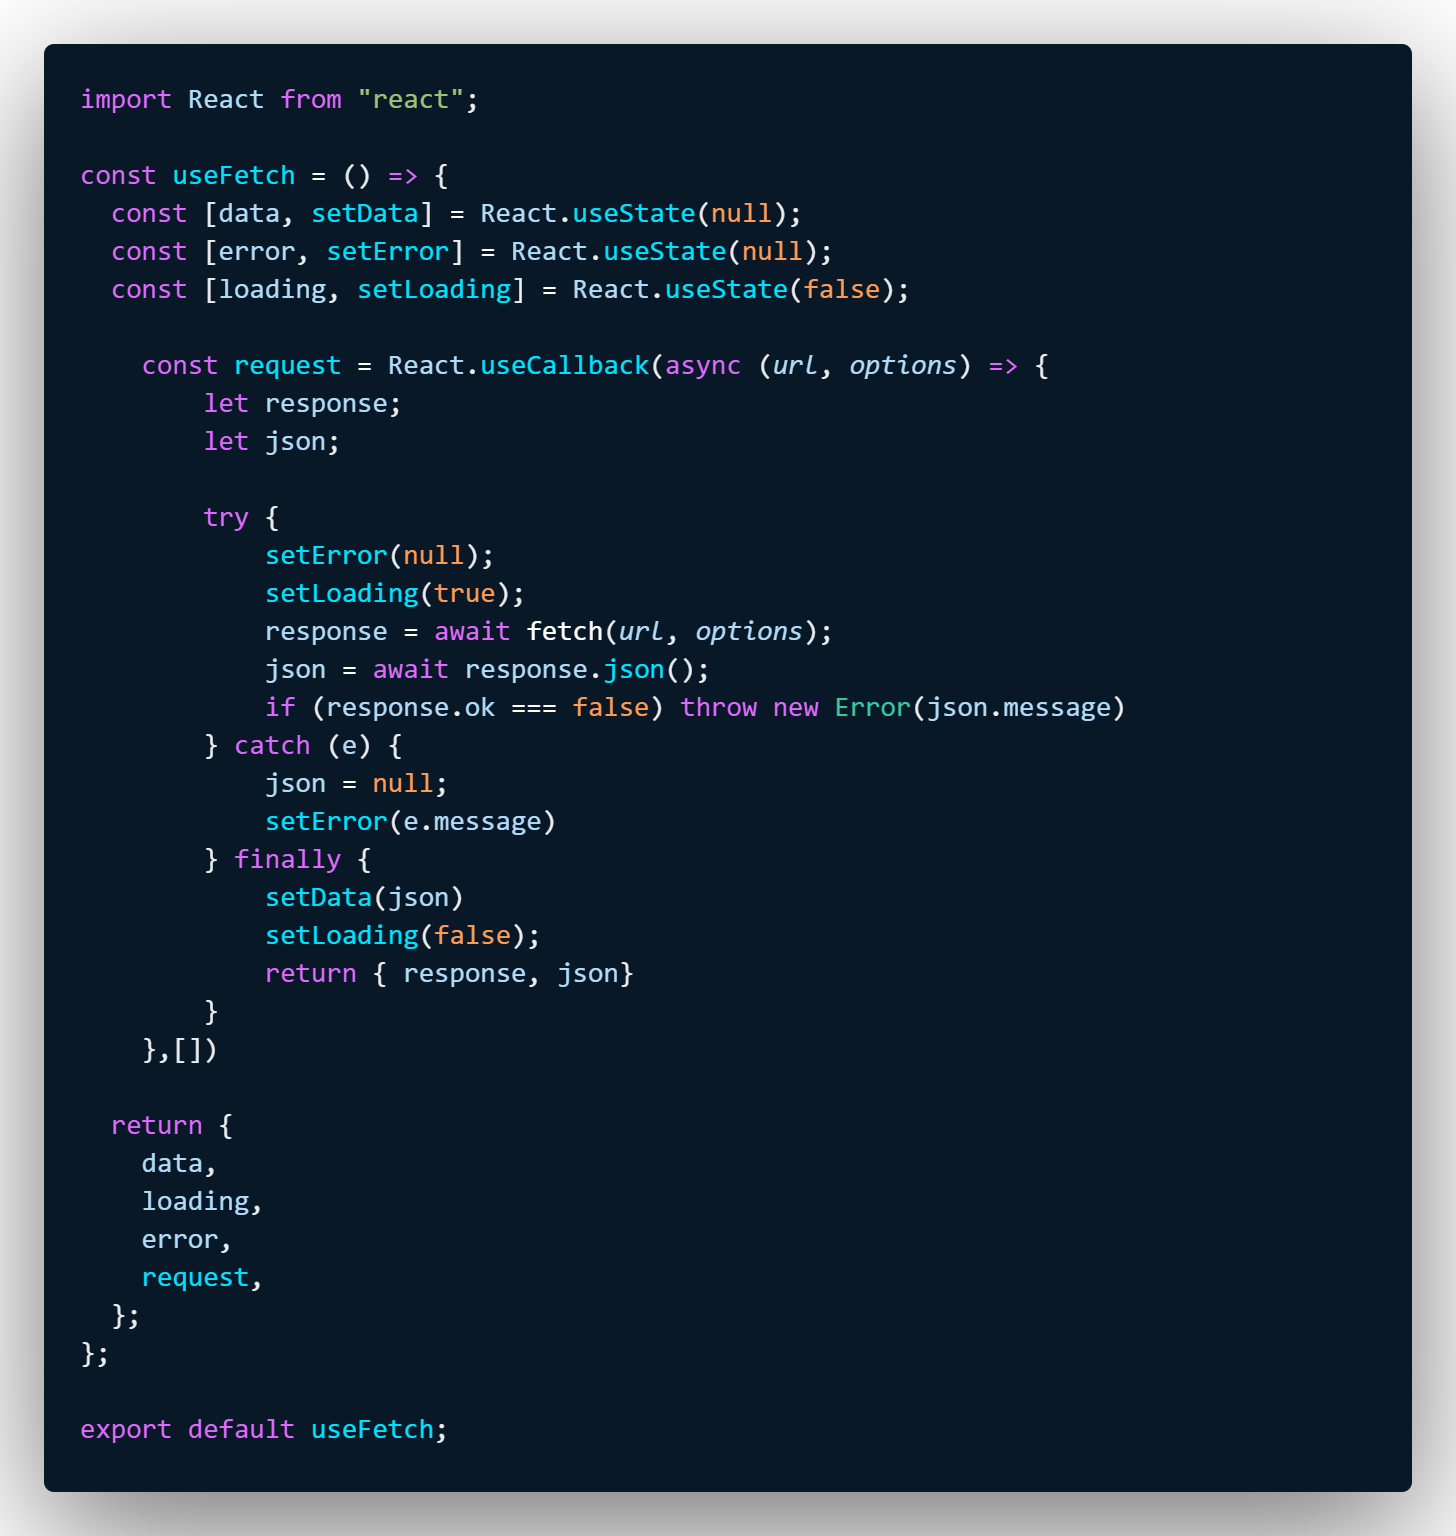 import React from "react";

const useFetch = () => {
  const [data, setData] = React.useState(null);
  const [error, setError] = React.useState(null);
  const [loading, setLoading] = React.useState(false);

    const request = React.useCallback(async (url, options) => {
        let response;
        let json;

        try {
            setError(null);
            setLoading(true);
            response = await fetch(url, options);
            json = await response.json();
            if (response.ok === false) throw new Error(json.message)
        } catch (e) {
            json = null;
            setError(e.message)
        } finally {
            setData(json)
            setLoading(false);
            return { response, json}
        }
    },[])

  return {
    data,
    loading,
    error,
    request,
  };
};

export default useFetch;